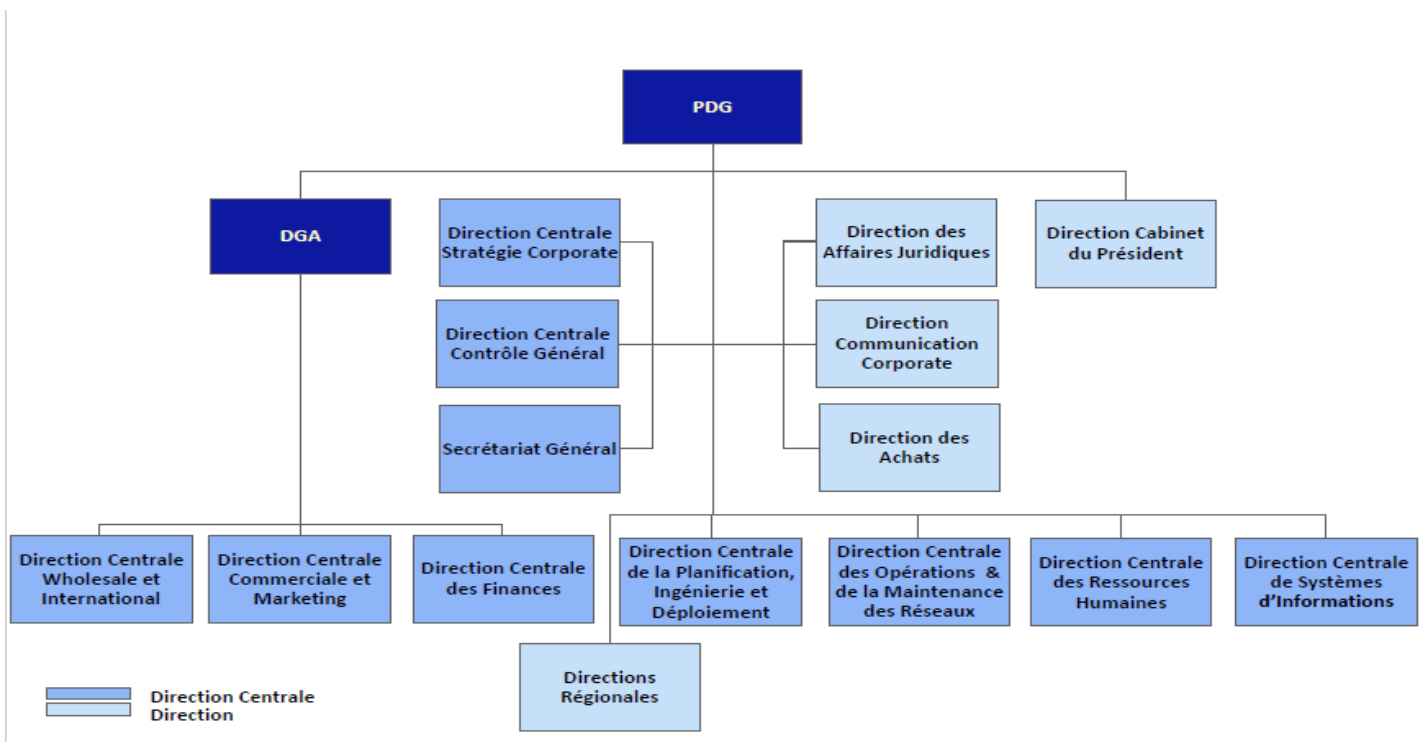 PDG
DGA
Direction Centrale
Stratégie Corporate
Direction des
Affaires Juridiques
Direction Cabinet
du Président
Direction Centrale
Contrôle Général
Direction
Communication
Corporate
Secrétariat Général
Direction des
Achats
Direction Centrale
Wholesale et
International
Direction Centrale
Commerciale et
Marketing
Direction Centrale
des Finances
Direction Centrale
de la Planification,
Ingénierie et
Déploiement
Direction Centrale
des Opérations &
de la Maintenance
des Réseaux
Direction Centrale
des Ressources
Humaines
Direction Centrale
de Systèmes
d’Informations
Directions
Régionales
Direction Centrale
Direction